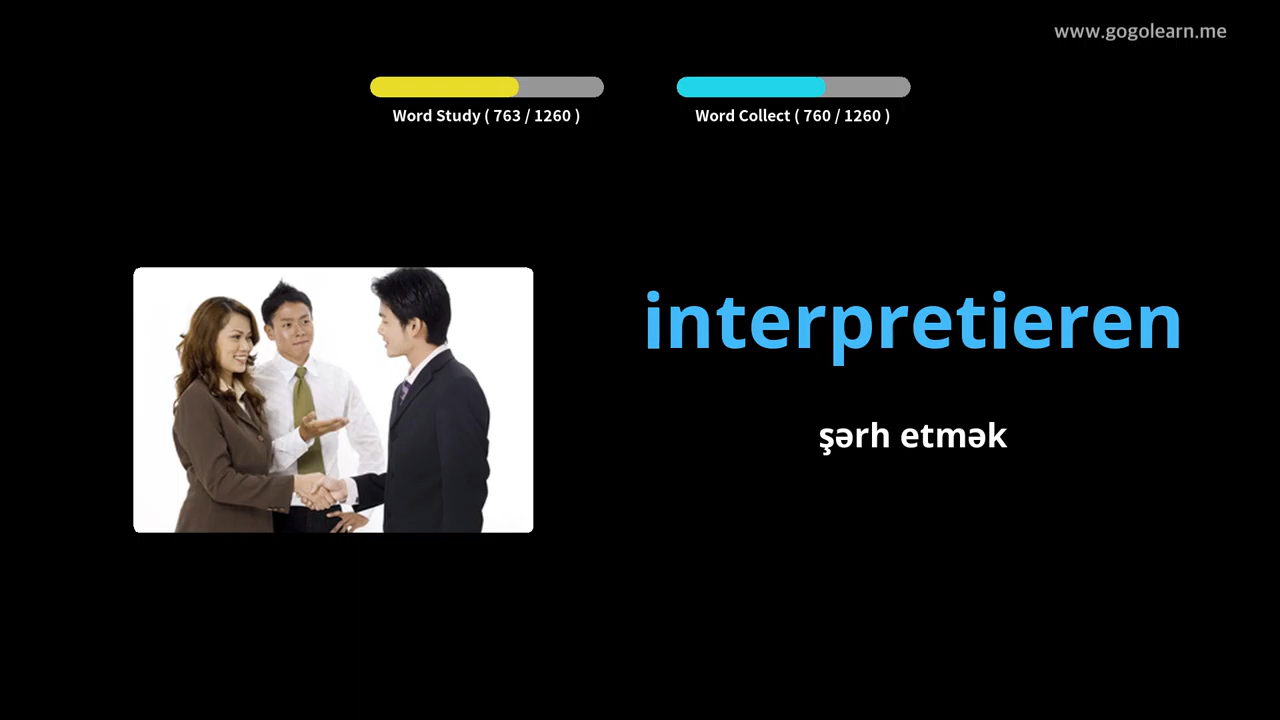 www.gogolearn.me
Word Study ( 763 / 1260 )
Word Collect ( 760 / 1260 )
interpretieren
şərh etmək